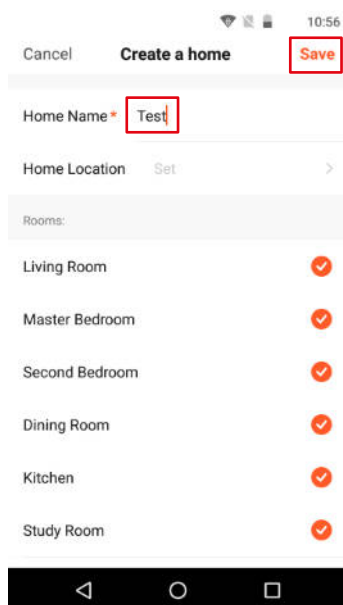 10:56
Cancel Create a home Save
Home Name* Test
Home Location Set
Rooms:
Living Room
Master Bedroom
Second Bedroom
Dining Room
Kitchen
Study Room